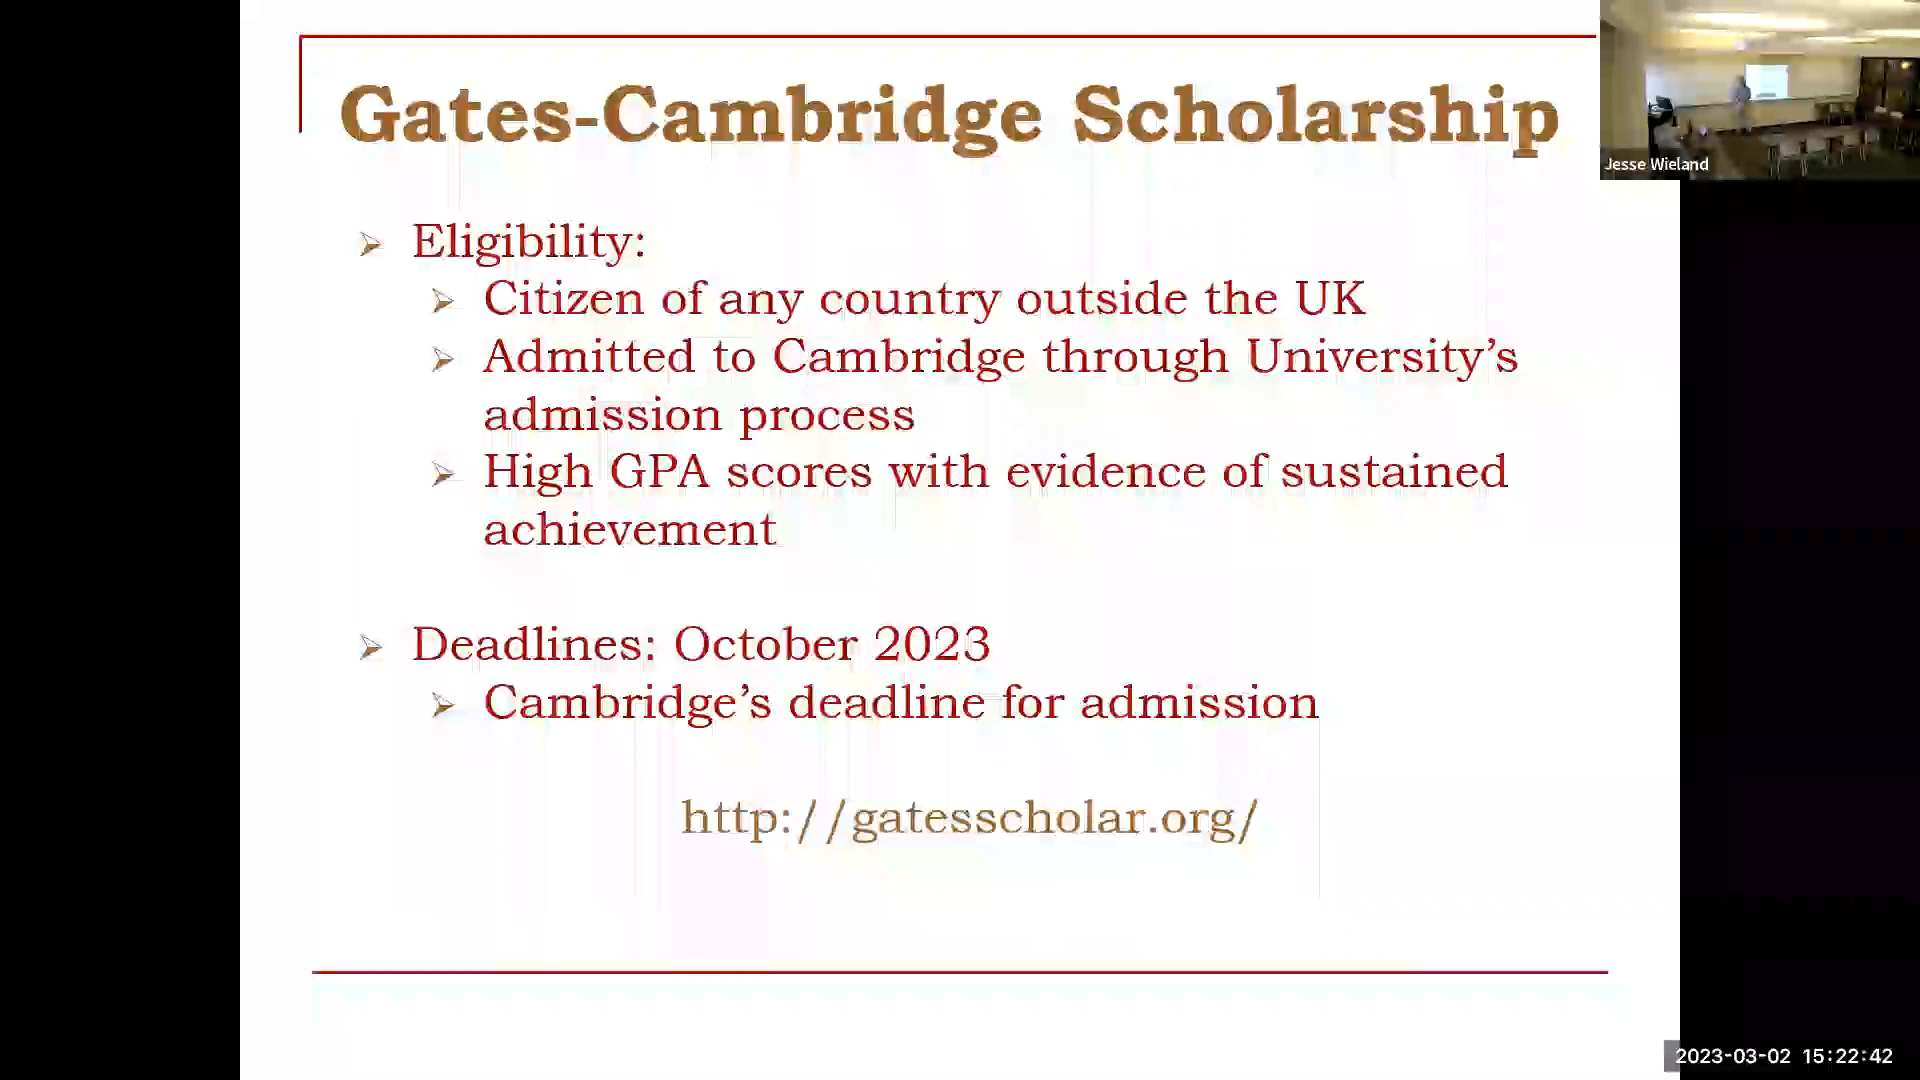 Gates-Cambridge Scholarship
Jesse Wieland
Eligibility:
Citizen of any country outside the UK
Admitted to Cambridge through University’s
admission process
High GPA scores with evidence of sustained
achievement
Deadlines: October 2023
Cambridge’s deadline for admission
http://gatesscholar.org/
2023-03-02 15:22:42